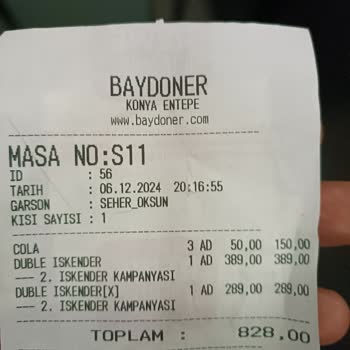 BAYDONER
KONYA ENTEPE
www.baydoner.com
MASA NO:S11
ID : 56
TARIH : 06.12.2024 20:16:55
GARSON : SEHER_OKSUN
KISI SAYISI : 1
COLA 3 AD 50,00 150,00
DUBLE ISKENDER 1 AD 389,00 389,00
--- 2. ISKENDER KAMPANYASI
DUBLE ISKENDER[X] 1 AD 289,00 289,00
--- 2. ISKENDER KAMPANYASI
TOPLAM : 828,00